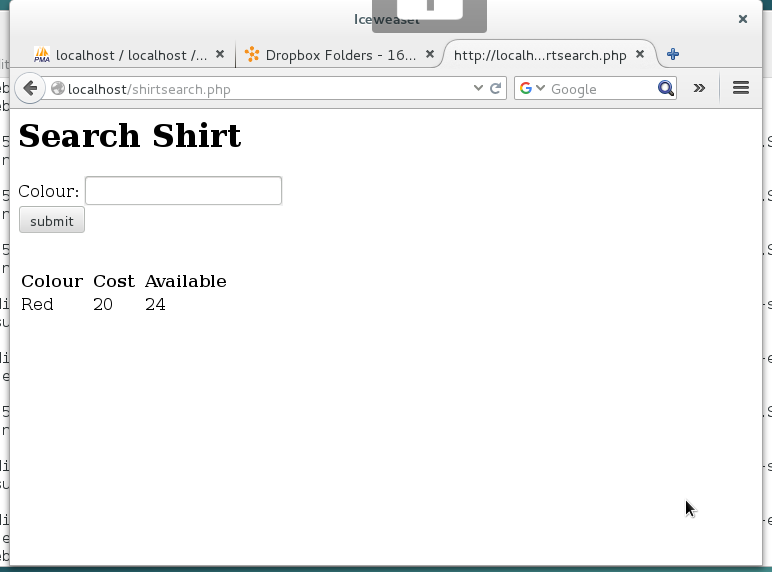 Iceweasel
PMA localhost / localhost /...
Dropbox Folders - 16...
http://localh...rtsearch.php
localhost/shirtsearch.php
Google
Search Shirt
Colour:
submit
Colour Cost Available
Red 20 24